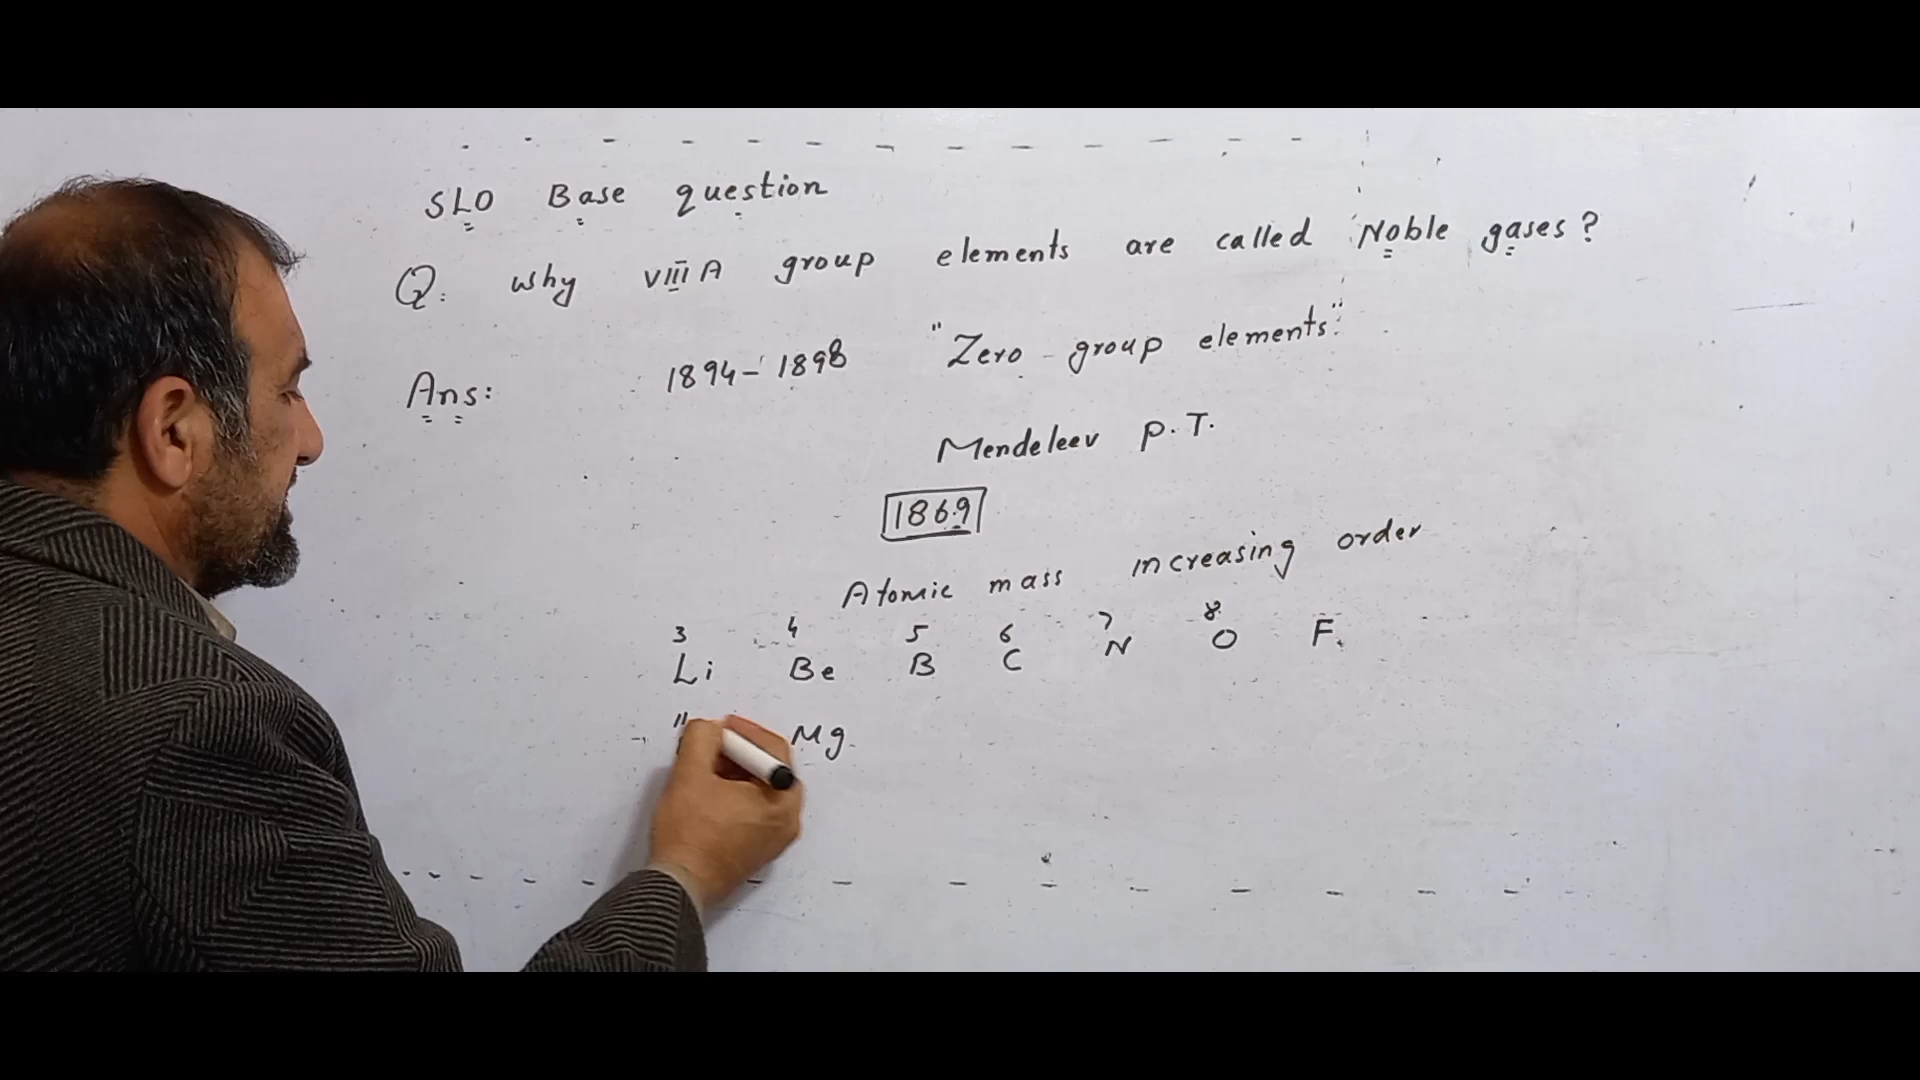 SLO Base question
Q. why VIII A group elements are called Noble gases?
Ans: 1894-1898 "Zero group elements".
Mendeleev P.T.
1869
Atomic mass increasing order
3 4 5 6 7 8
Li Be B C N O F
11
Mg